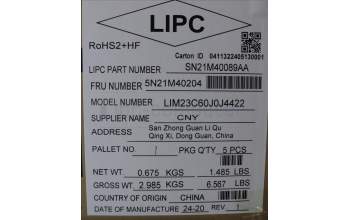 LIPC
RoHS2+HF
Carton ID 0411322405130001
LIPC PART NUMBER SN21M40089AA
FRU NUMBER 5N21M40204
MODEL NUMBER LIM23C60J0J4422
SUPPLIER NAME CNY
ADDRESS San Zhong Guan Li Qu
Qing Xi, Dong Guan, China
PALLET NO. / PKG Q'TY 5 PCS
NET WT. 0.675 KGS 1.485 LBS
GROSS WT. 2.985 KGS 6.567 LBS
COUNTRY OF ORIGIN CHINA
DATE OF MANUFACTURE 24-20 REV. 1